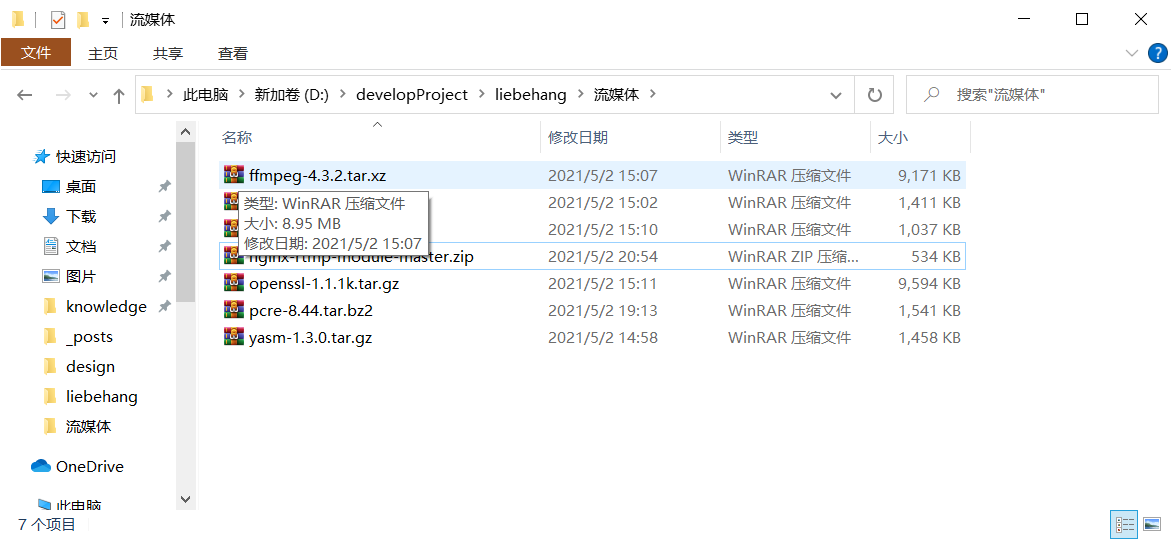 流媒体
文件 主页 共享 查看
此电脑 新加卷 (D:) developProject liebehang 流媒体 搜索"流媒体"
名称 修改日期 类型 大小
快速访问
桌面
下载
文档
图片
knowledge
_posts
design
liebehang
流媒体
OneDrive
此电脑
ffmpeg-4.3.2.tar.xz 2021/5/2 15:07 WinRAR 压缩文件 9,171 KB
2021/5/2 15:02 WinRAR 压缩文件 1,411 KB
2021/5/2 15:10 WinRAR 压缩文件 1,037 KB
nginx-rtmp-module-master.zip 2021/5/2 20:54 WinRAR ZIP 压缩... 534 KB
openssl-1.1.1k.tar.gz 2021/5/2 15:11 WinRAR 压缩文件 9,594 KB
pcre-8.44.tar.bz2 2021/5/2 19:13 WinRAR 压缩文件 1,541 KB
yasm-1.3.0.tar.gz 2021/5/2 14:58 WinRAR 压缩文件 1,458 KB
类型: WinRAR 压缩文件
大小: 8.95 MB
修改日期: 2021/5/2 15:07
7 个项目